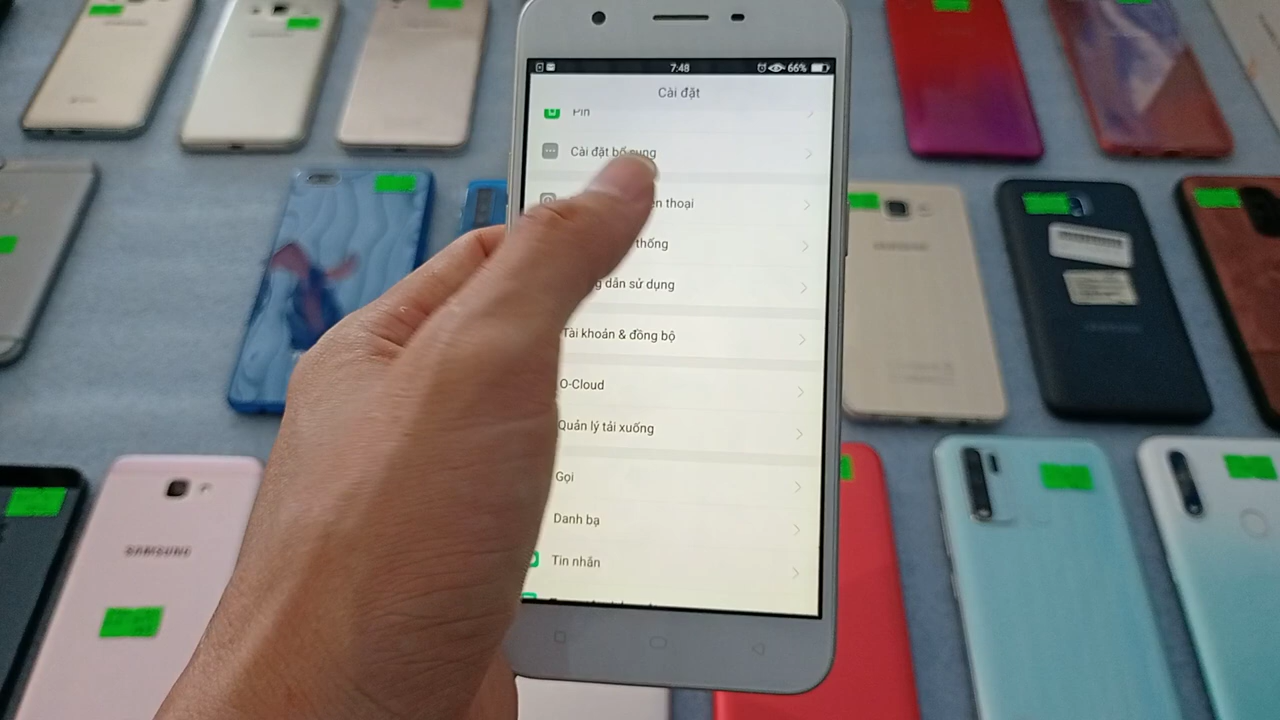 7:48
66%
Cài đặt
Pin
Cài đặt bổ sung
thoại
thống
dẫn sử dụng
Tài khoản & đồng bộ
O-Cloud
Quản lý tải xuống
Gọi
Danh bạ
Tin nhắn
SAMSUNG